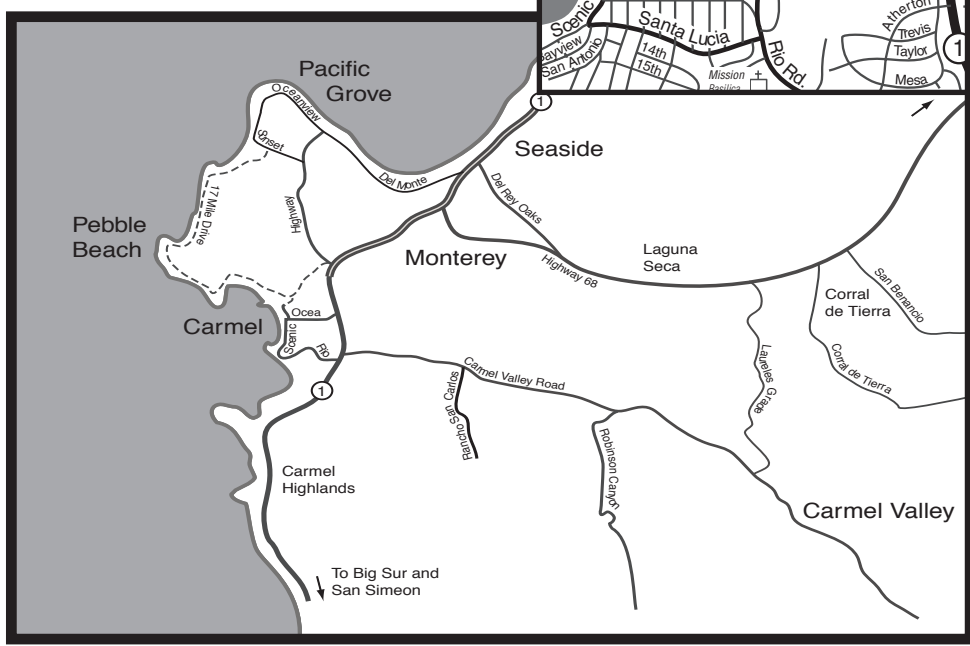 Scenic
Santa Lucia
Bayview
San Antonio
14th
15th
Mission
Basilica
Rio Rd.
Atherton
Trevis
Taylor
Mesa
1
Pacific
Grove
Oceanview
Sunset
17 Mile Drive
Highway
Del Monte
1
Seaside
Del Rey Oaks
Pebble
Beach
Monterey
Highway 68
Laguna
Seca
San Benancio
Corral
de Tierra
Corral de Tierra
Laureles Grade
Carmel
Ocea
Scenic
Rio
1
Carmel Valley Road
Rancho San Carlos
Robinson Canyon
Carmel
Highlands
Carmel Valley
To Big Sur and
San Simeon